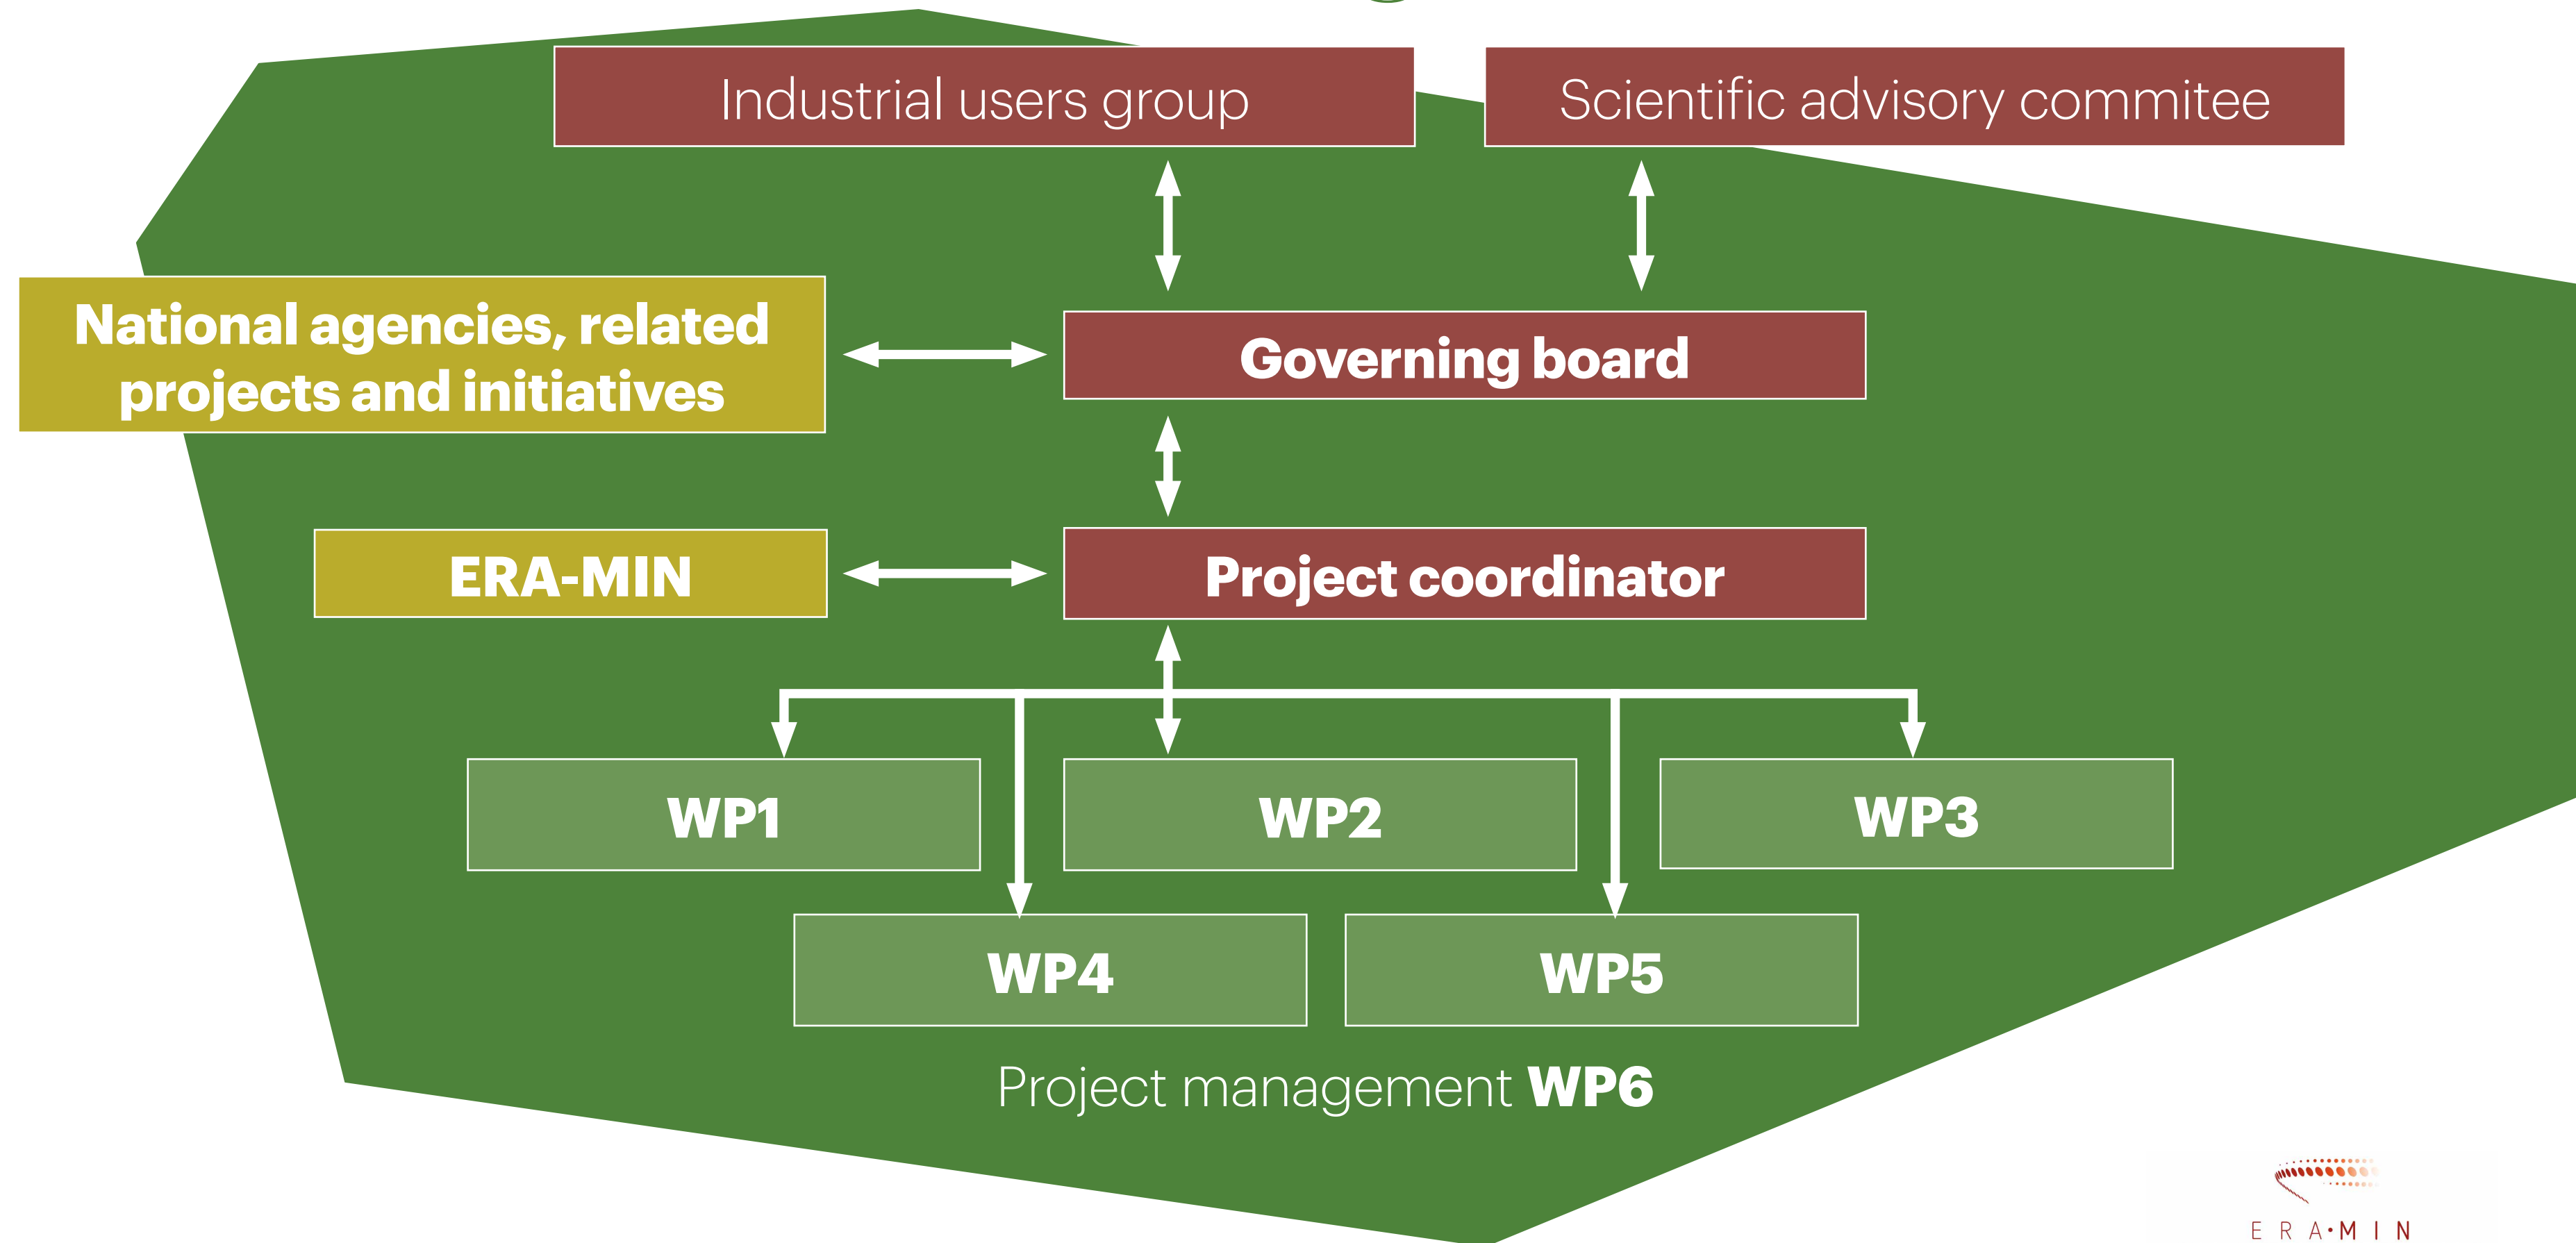 Industrial users group
Scientific advisory commitee
National agencies, related
projects and initiatives
Governing board
ERA-MIN
Project coordinator
WP1
WP2
WP3
WP4
WP5
Project management WP6
ERA•MIN